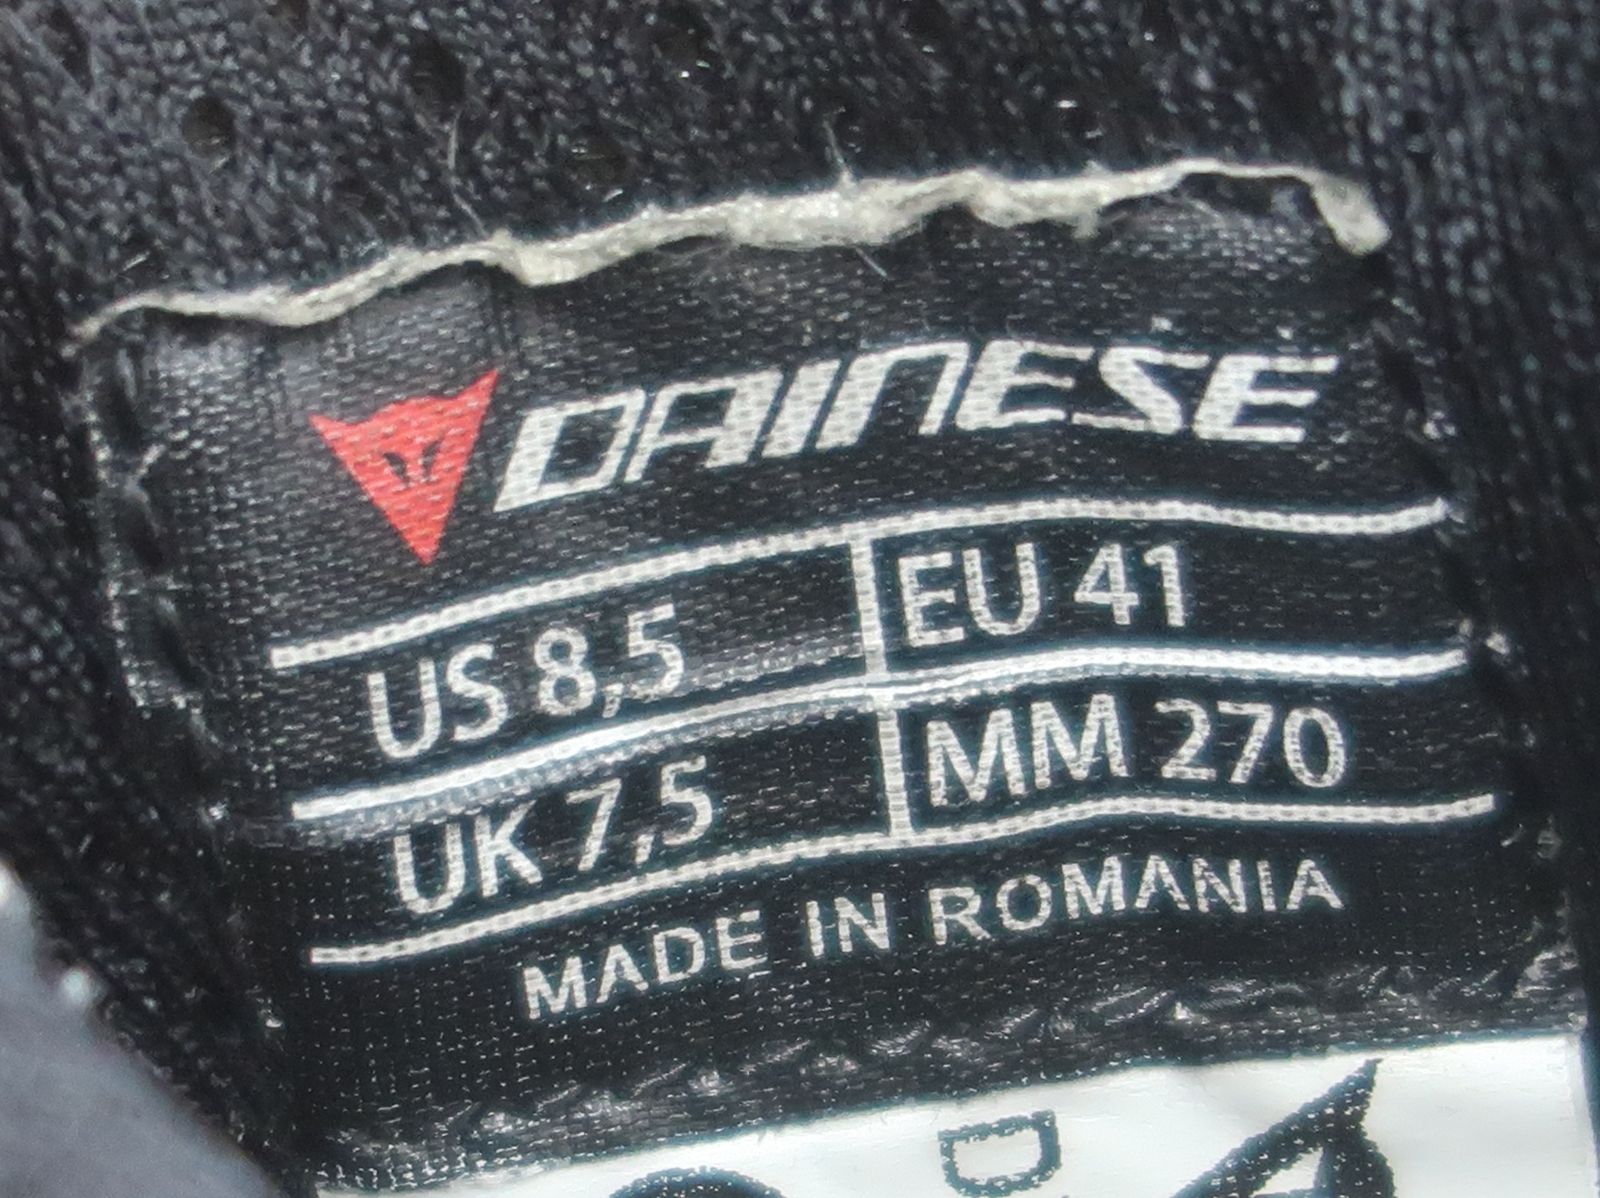 DAINESE
US 8,5 EU 41
UK 7,5 MM 270
MADE IN ROMANIA